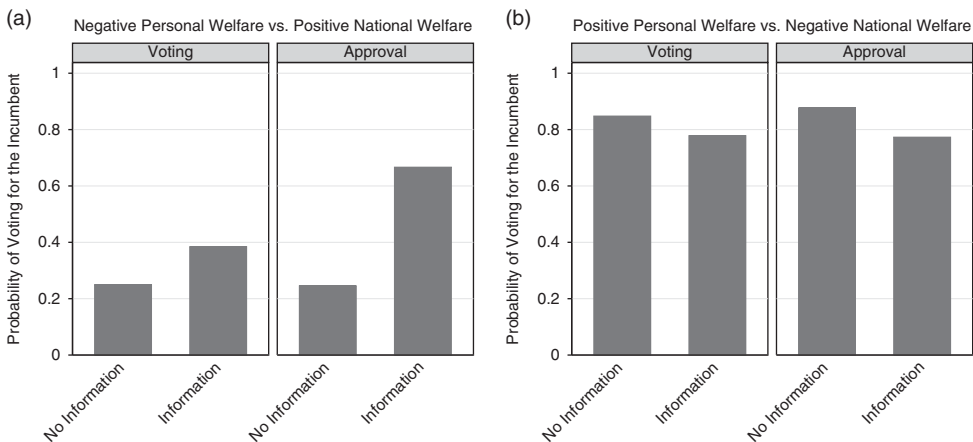 (a)
Negative Personal Welfare vs. Positive National Welfare
Voting
Approval
Probability of Voting for the Incumbent
1
0.8
0.6
0.4
0.2
0
No Information
Information
No Information
Information
(b)
Positive Personal Welfare vs. Negative National Welfare
Voting
Approval
Probability of Voting for the Incumbent
1
0.8
0.6
0.4
0.2
0
No Information
Information
No Information
Information